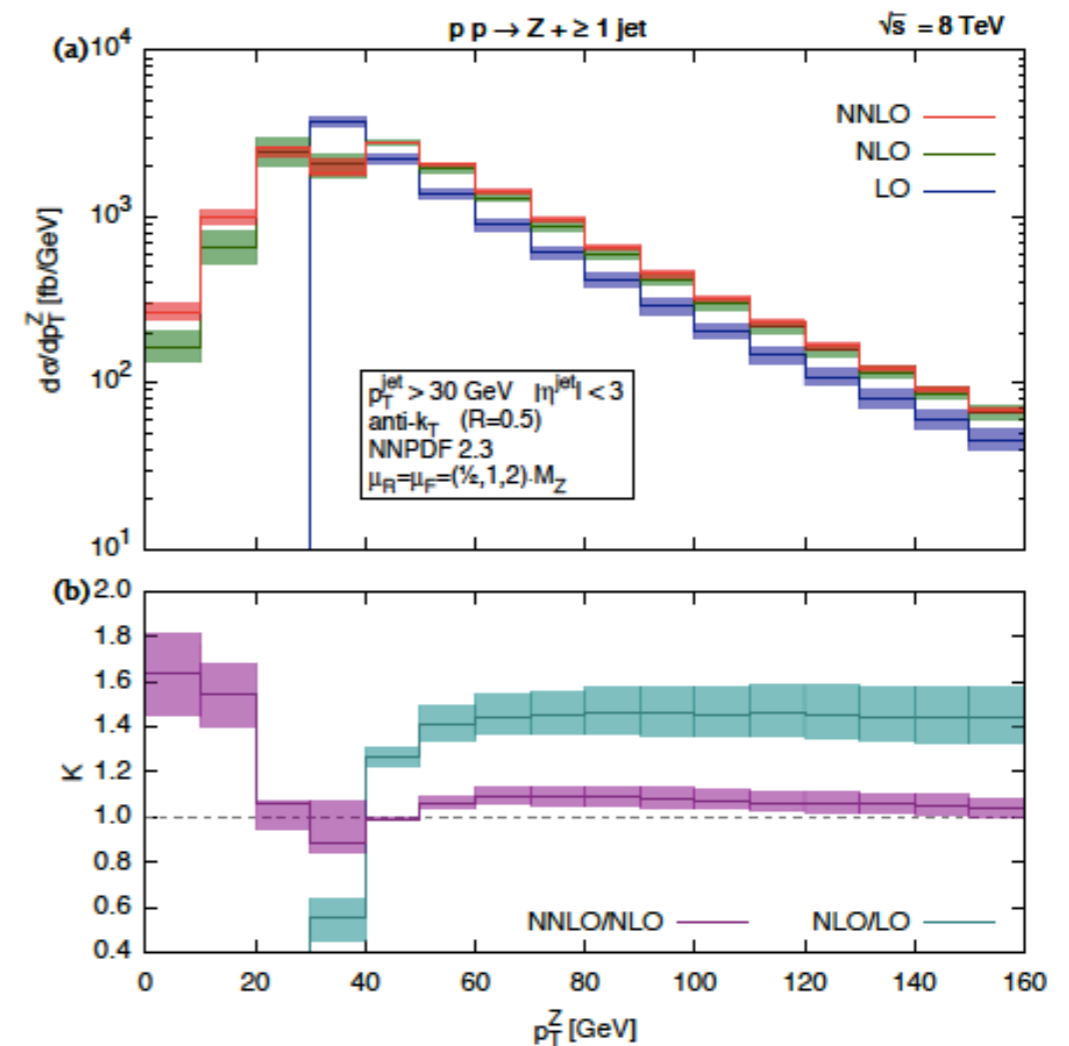 p p → Z + ≥ 1 jet √s = 8 TeV
(a) 10⁴
NNLO
NLO
LO
10³
dσ/dp_T^Z [fb/GeV]
10²
p_T^jet > 30 GeV |η^jet| < 3
anti-k_T (R=0.5)
NNPDF 2.3
μ_R=μ_F=(½,1,2)·M_Z
10¹
(b) 2.0
1.8
1.6
1.4
1.2
K
1.0
0.8
0.6
NNLO/NLO NLO/LO
0.4
0 20 40 60 80 100 120 140 160
p_T^Z [GeV]